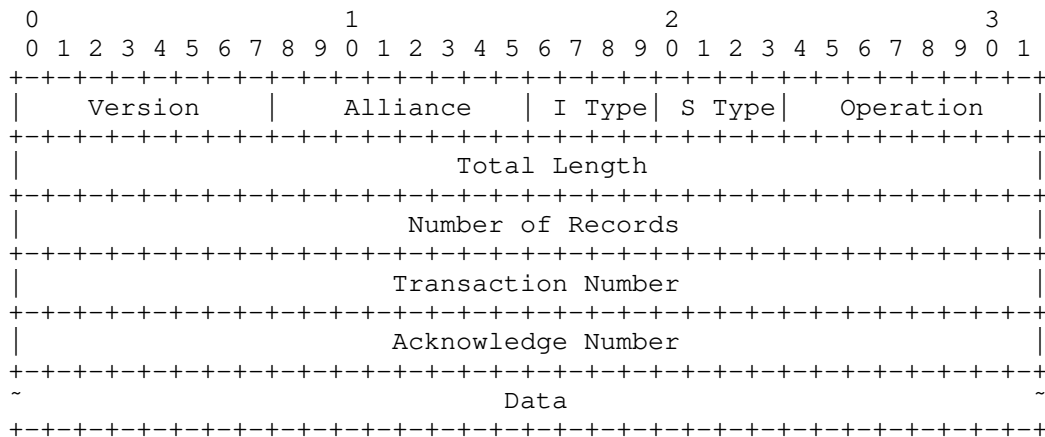 0                   1                   2                   3
 0 1 2 3 4 5 6 7 8 9 0 1 2 3 4 5 6 7 8 9 0 1 2 3 4 5 6 7 8 9 0 1
+-+-+-+-+-+-+-+-+-+-+-+-+-+-+-+-+-+-+-+-+-+-+-+-+-+-+-+-+-+-+-+-+
|    Version    |    Alliance   | I Type| S Type|   Operation   |
+-+-+-+-+-+-+-+-+-+-+-+-+-+-+-+-+-+-+-+-+-+-+-+-+-+-+-+-+-+-+-+-+
|                           Total Length                        |
+-+-+-+-+-+-+-+-+-+-+-+-+-+-+-+-+-+-+-+-+-+-+-+-+-+-+-+-+-+-+-+-+
|                        Number of Records                      |
+-+-+-+-+-+-+-+-+-+-+-+-+-+-+-+-+-+-+-+-+-+-+-+-+-+-+-+-+-+-+-+-+
|                       Transaction Number                      |
+-+-+-+-+-+-+-+-+-+-+-+-+-+-+-+-+-+-+-+-+-+-+-+-+-+-+-+-+-+-+-+-+
|                       Acknowledge Number                      |
+-+-+-+-+-+-+-+-+-+-+-+-+-+-+-+-+-+-+-+-+-+-+-+-+-+-+-+-+-+-+-+-+
~                              Data                             ~
+-+-+-+-+-+-+-+-+-+-+-+-+-+-+-+-+-+-+-+-+-+-+-+-+-+-+-+-+-+-+-+-+